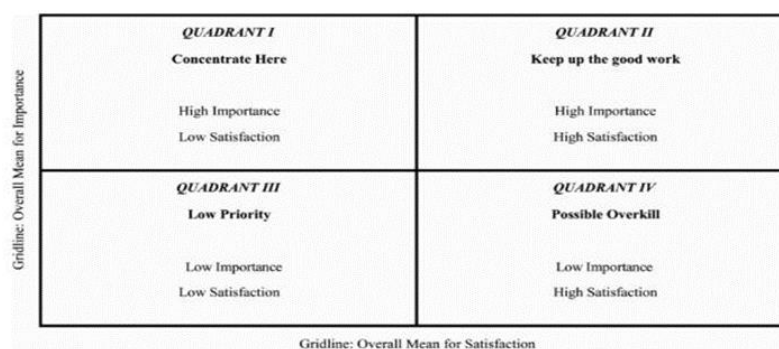 QUADRANT I
Concentrate Here
High Importance
Low Satisfaction
QUADRANT II
Keep up the good work
High Importance
High Satisfaction
QUADRANT III
Low Priority
Low Importance
Low Satisfaction
QUADRANT IV
Possible Overkill
Low Importance
High Satisfaction
Gridline: Overall Mean for Importance
Gridline: Overall Mean for Satisfaction